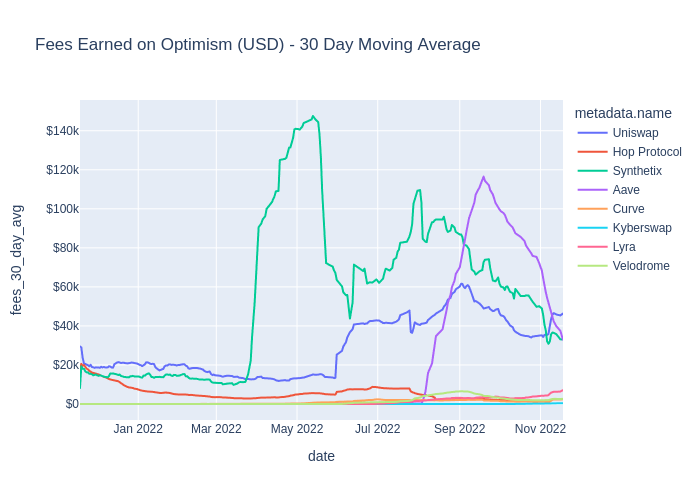 Fees Earned on Optimism (USD) - 30 Day Moving Average
metadata.name
Uniswap
Hop Protocol
Synthetix
Aave
Curve
Kyberswap
Lyra
Velodrome
fees_30_day_avg
$140k
$120k
$100k
$80k
$60k
$40k
$20k
$0
Jan 2022 Mar 2022 May 2022 Jul 2022 Sep 2022 Nov 2022
date